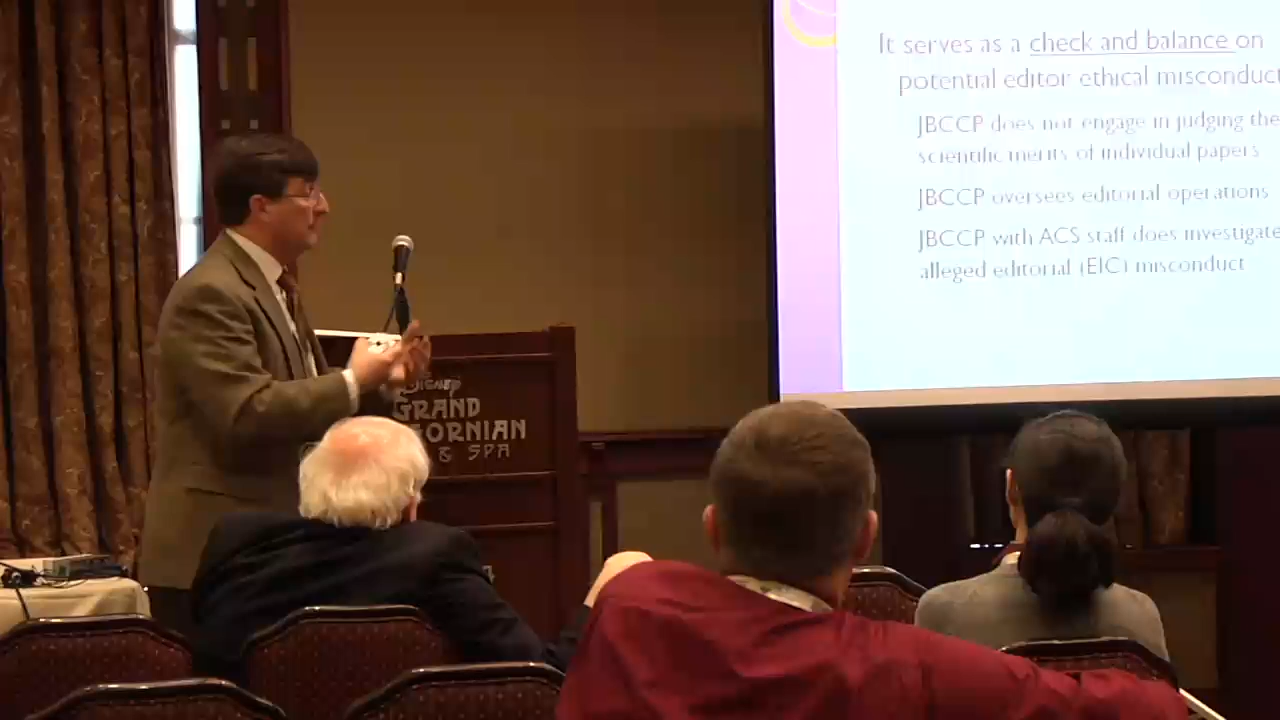 It serves as a check and balance on
potential editor ethical misconduct
JBCCP does not engage in judging the
scientific merits of individual papers
JBCCP oversees editorial operations
JBCCP with ACS staff does investigate
alleged editorial (EIC) misconduct
Disney
GRAND
ORNIAN
& SPA